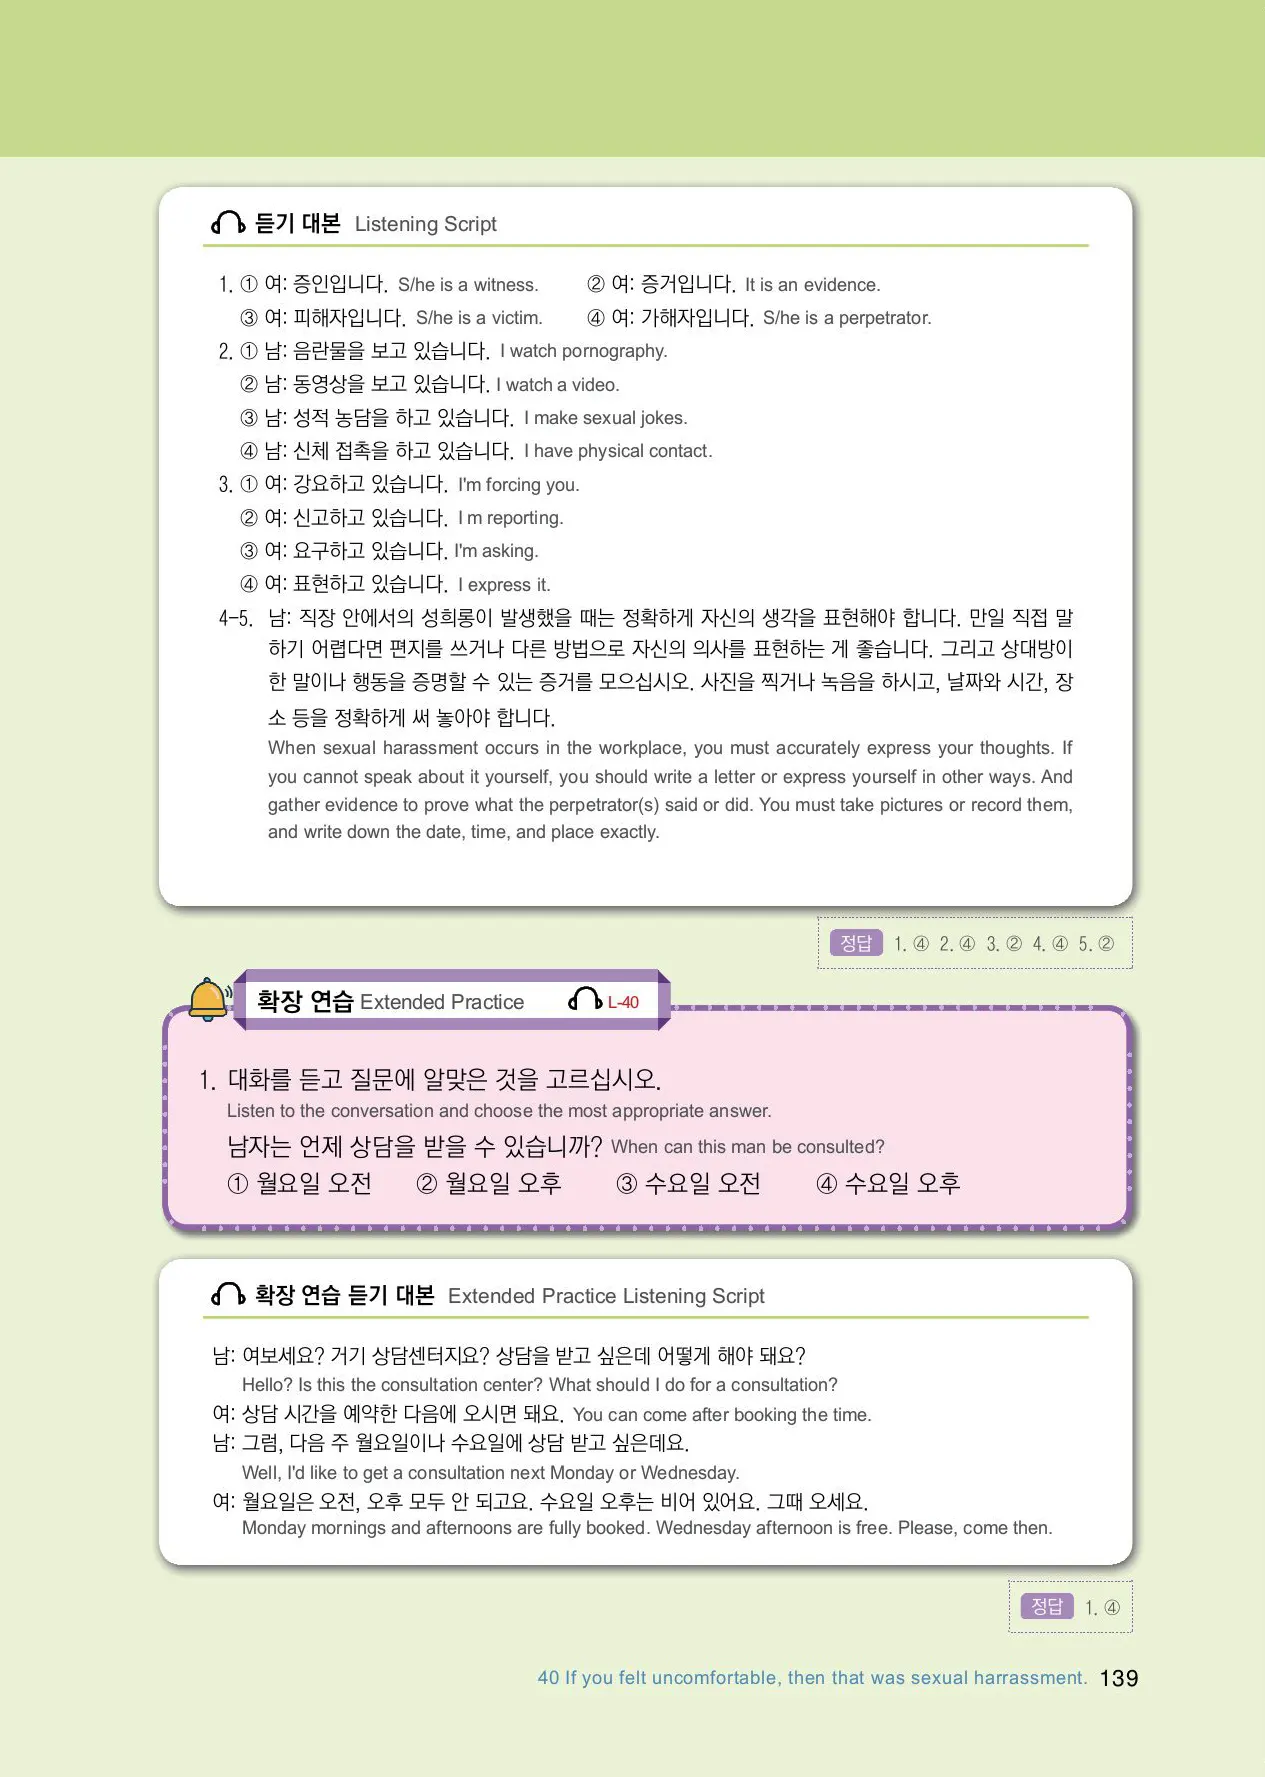 듣기 대본 Listening Script
1. ① 여: 증인입니다. S/he is a witness. ② 여: 증거입니다. It is an evidence.
③ 여: 피해자입니다. S/he is a victim. ④ 여: 가해자입니다. S/he is a perpetrator.
2. ① 남: 음란물을 보고 있습니다. I watch pornography.
② 남: 동영상을 보고 있습니다. I watch a video.
③ 남: 성적 농담을 하고 있습니다. I make sexual jokes.
④ 남: 신체 접촉을 하고 있습니다. I have physical contact.
3. ① 여: 강요하고 있습니다. I'm forcing you.
② 여: 신고하고 있습니다. I m reporting.
③ 여: 요구하고 있습니다. I'm asking.
④ 여: 표현하고 있습니다. I express it.
4-5. 남: 직장 안에서의 성희롱이 발생했을 때는 정확하게 자신의 생각을 표현해야 합니다. 만일 직접 말
하기 어렵다면 편지를 쓰거나 다른 방법으로 자신의 의사를 표현하는 게 좋습니다. 그리고 상대방이
한 말이나 행동을 증명할 수 있는 증거를 모으십시오. 사진을 찍거나 녹음을 하시고, 날짜와 시간, 장
소 등을 정확하게 써 놓아야 합니다.
When sexual harassment occurs in the workplace, you must accurately express your thoughts. If
you cannot speak about it yourself, you should write a letter or express yourself in other ways. And
gather evidence to prove what the perpetrator(s) said or did. You must take pictures or record them,
and write down the date, time, and place exactly.
정답 1. ④ 2. ④ 3. ② 4. ④ 5. ②
확장 연습 Extended Practice L-40
1. 대화를 듣고 질문에 알맞은 것을 고르십시오.
Listen to the conversation and choose the most appropriate answer.
남자는 언제 상담을 받을 수 있습니까? When can this man be consulted?
① 월요일 오전 ② 월요일 오후 ③ 수요일 오전 ④ 수요일 오후
확장 연습 듣기 대본 Extended Practice Listening Script
남: 여보세요? 거기 상담센터지요? 상담을 받고 싶은데 어떻게 해야 돼요?
Hello? Is this the consultation center? What should I do for a consultation?
여: 상담 시간을 예약한 다음에 오시면 돼요. You can come after booking the time.
남: 그럼, 다음 주 월요일이나 수요일에 상담 받고 싶은데요.
Well, I'd like to get a consultation next Monday or Wednesday.
여: 월요일은 오전, 오후 모두 안 되고요. 수요일 오후는 비어 있어요. 그때 오세요.
Monday mornings and afternoons are fully booked. Wednesday afternoon is free. Please, come then.
정답 1. ④
40 If you felt uncomfortable, then that was sexual harrassment. 139